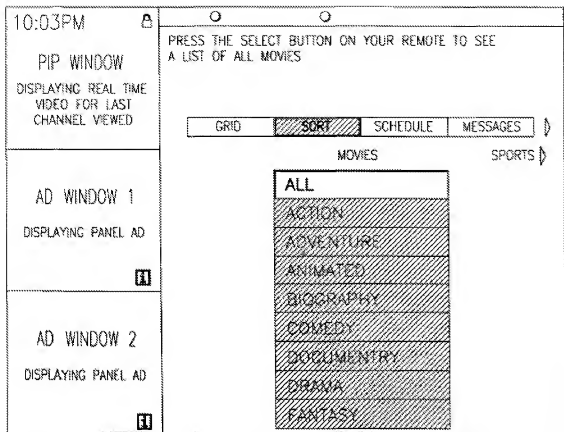 10:03PM
PIP WINDOW
DISPLAYING REAL TIME
VIDEO FOR LAST
CHANNEL VIEWED
AD WINDOW 1
DISPLAYING PANEL AD
i
AD WINDOW 2
DISPLAYING PANEL AD
i
PRESS THE SELECT BUTTON ON YOUR REMOTE TO SEE
A LIST OF ALL MOVIES
GRID SORT SCHEDULE MESSAGES
MOVIES SPORTS
ALL
ACTION
ADVENTURE
ANIMATED
BIOGRAPHY
COMEDY
DOCUMENTRY
DRAMA
FANTASY